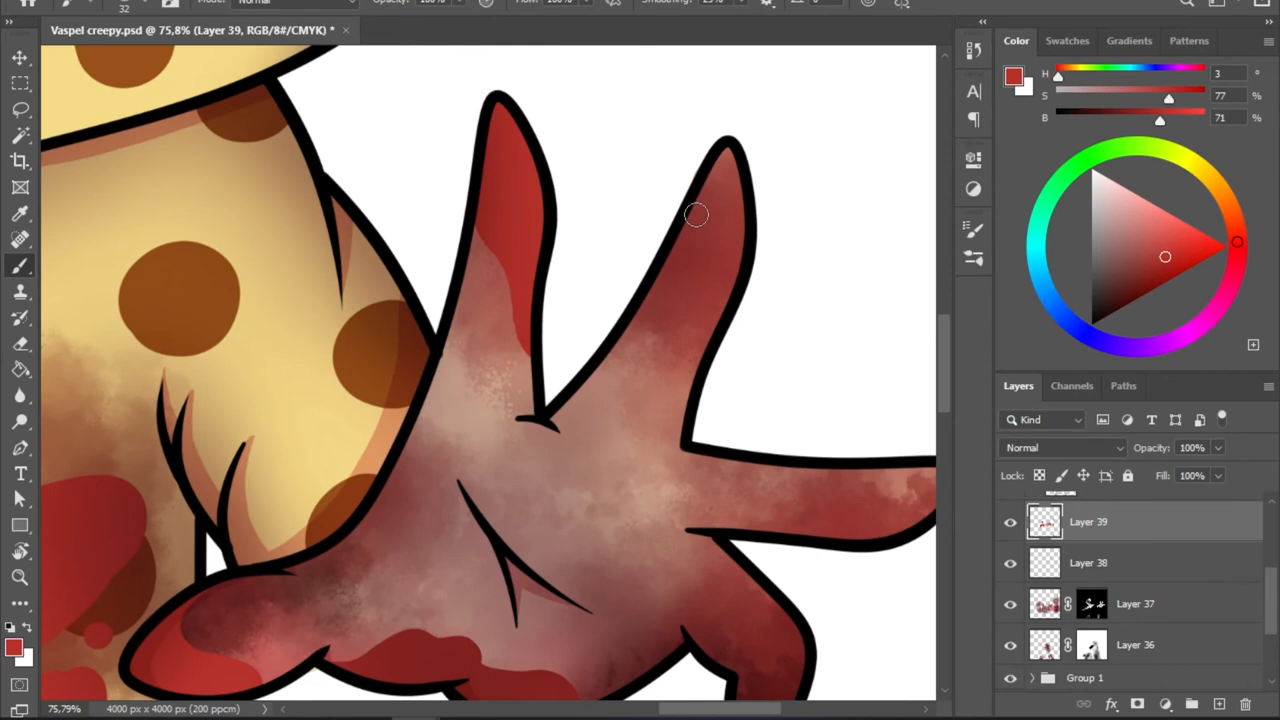 32 Normal Opacity: 100% Flow: 100% Smoothing: 0
Vaspel creepy.psd @ 75,8% (Layer 39, RGB/8#/CMYK) * ×
Color Swatches Gradients Patterns
H 3 °
S 77 %
B 71 %
Layers Channels Paths
Kind
Normal Opacity: 100%
Lock: Fill: 100%
Layer 39
Layer 38
Layer 37
Layer 36
Group 1
75,79% 4000 px x 4000 px (200 ppcm)